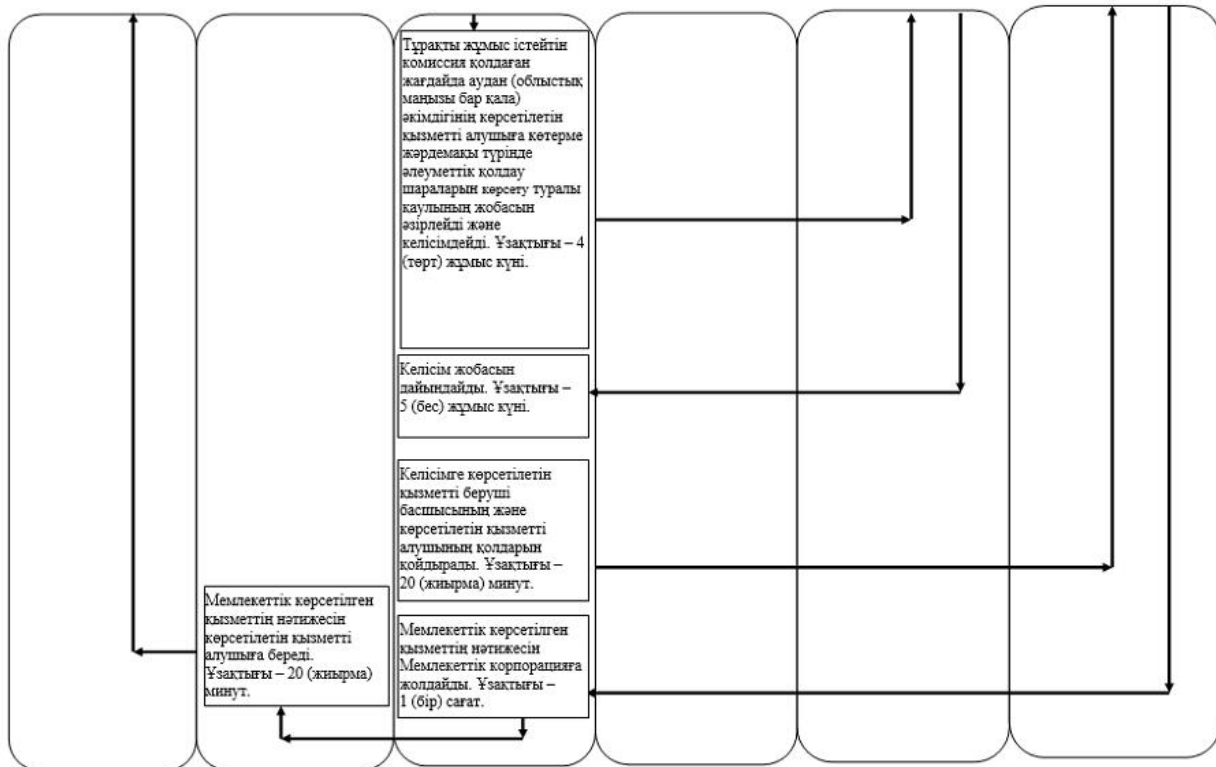 Тұрақты жұмыс істейтін
комиссия қолдаған
жағдайда аудан (облыстық
маңызы бар қала)
әкімдігінің көрсетілетін
қызметті алушыға көтерме
жәрдемақы түрінде
әлеуметтік қолдау
шараларын көрсету туралы
қаулының жобасын
әзірлейді және
келісімдейді. Ұзақтығы – 4
(төрт) жұмыс күні.
Келісім жобасын
дайындайды. Ұзақтығы –
5 (бес) жұмыс күні.
Келісімге көрсетілетін
қызметті беруші
басшысының және
көрсетілетін қызметті
алушының қолдарын
қойдырады. Ұзақтығы –
20 (жиырма) минут.
Мемлекеттік көрсетілген
қызметтің нәтижесін
Мемлекеттік корпорацияға
жолдайды. Ұзақтығы –
1 (бір) сағат.
Мемлекеттік көрсетілген
қызметтің нәтижесін
көрсетілетін қызметті
алушыға береді.
Ұзақтығы – 20 (жиырма)
минут.